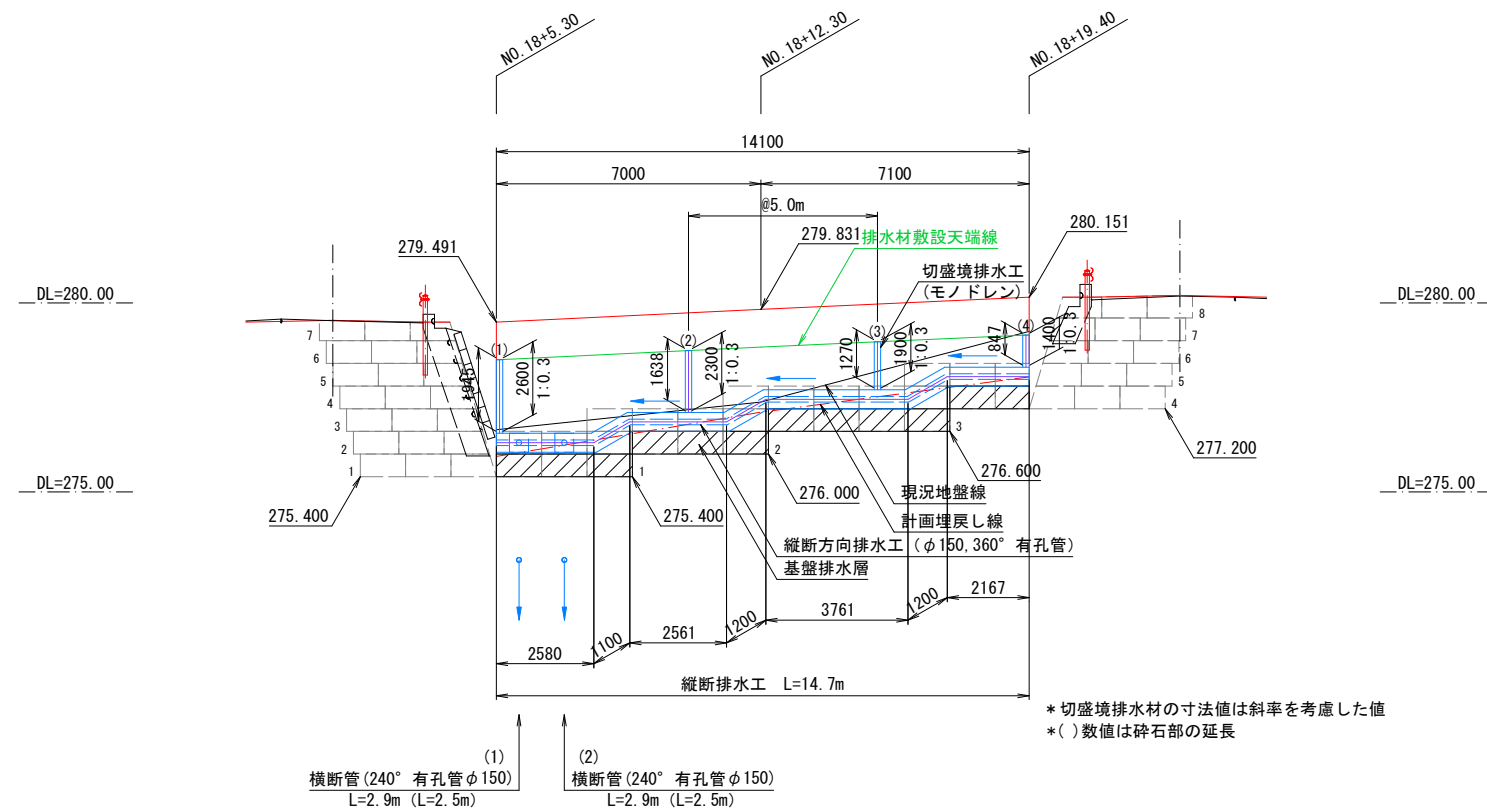 NO.18+5.30
NO.18+12.30
NO.18+19.40
14100
7000
7100
@5.0m
279.491
279.831
排水材敷設天端線
280.151
切盛境排水工
(モノドレン)
DL=280.00
DL=280.00
(1)
(2)
(3)
(4)
1945
2600
1:0.3
1638
2300
1:0.3
1270
1900
1:0.3
847
1400
1:0.3
7
6
5
4
3
2
1
8
7
6
5
4
1
2
3
DL=275.00
DL=275.00
275.400
275.400
276.000
276.600
277.200
現況地盤線
計画埋戻し線
縦断方向排水工(φ150,360°有孔管)
基盤排水層
2580
1100
2561
1200
3761
1200
2167
縦断排水工 L=14.7m
*切盛境排水材の寸法値は斜率を考慮した値
*( )数値は砕石部の延長
(1)
横断管(240°有孔管φ150)
L=2.9m (L=2.5m)
(2)
横断管(240°有孔管φ150)
L=2.9m (L=2.5m)